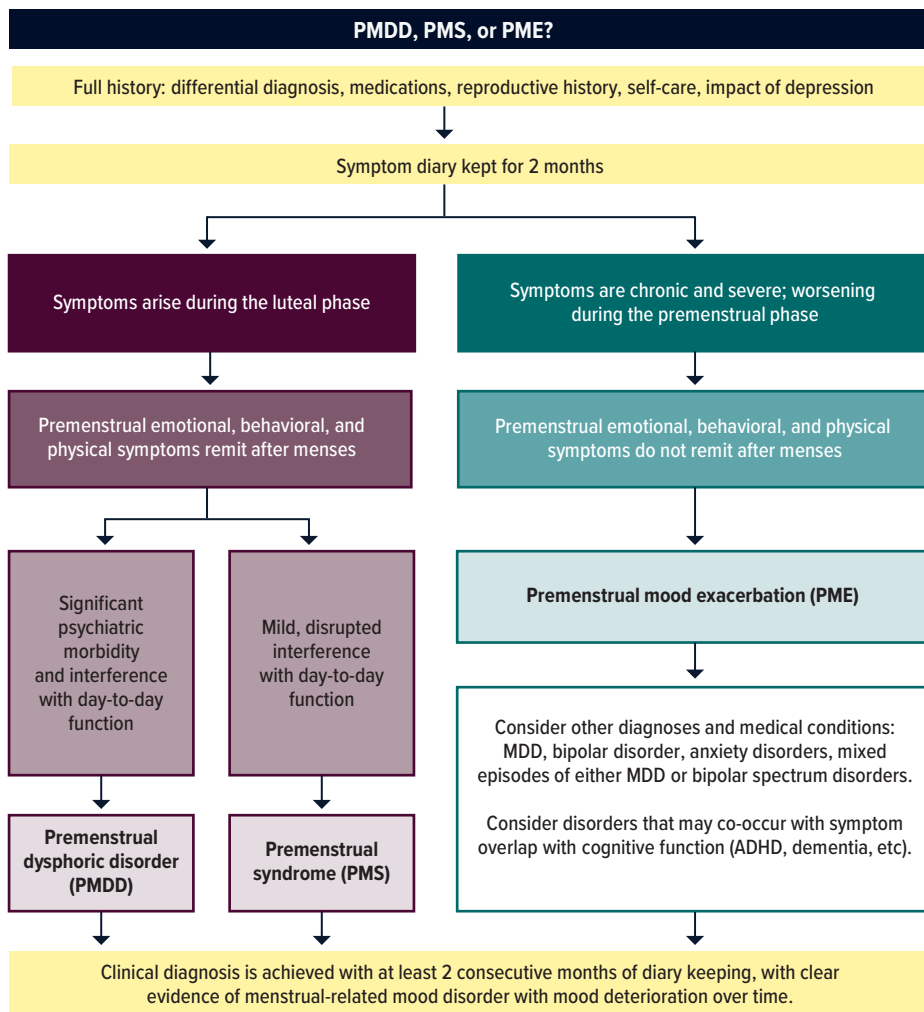 PMDD, PMS, or PME?
Full history: differential diagnosis, medications, reproductive history, self-care, impact of depression
Symptom diary kept for 2 months
Symptoms arise during the luteal phase
Symptoms are chronic and severe; worsening
during the premenstrual phase
Premenstrual emotional, behavioral, and
physical symptoms remit after menses
Premenstrual emotional, behavioral, and physical
symptoms do not remit after menses
Significant
psychiatric
morbidity
and interference
with day-to-day
function
Mild, disrupted
interference
with day-to-day
function
Premenstrual mood exacerbation (PME)
Consider other diagnoses and medical conditions:
MDD, bipolar disorder, anxiety disorders, mixed
episodes of either MDD or bipolar spectrum disorders.
Consider disorders that may co-occur with symptom
overlap with cognitive function (ADHD, dementia, etc).
Premenstrual
dysphoric disorder
(PMDD)
Premenstrual
syndrome (PMS)
Clinical diagnosis is achieved with at least 2 consecutive months of diary keeping, with clear
evidence of menstrual-related mood disorder with mood deterioration over time.